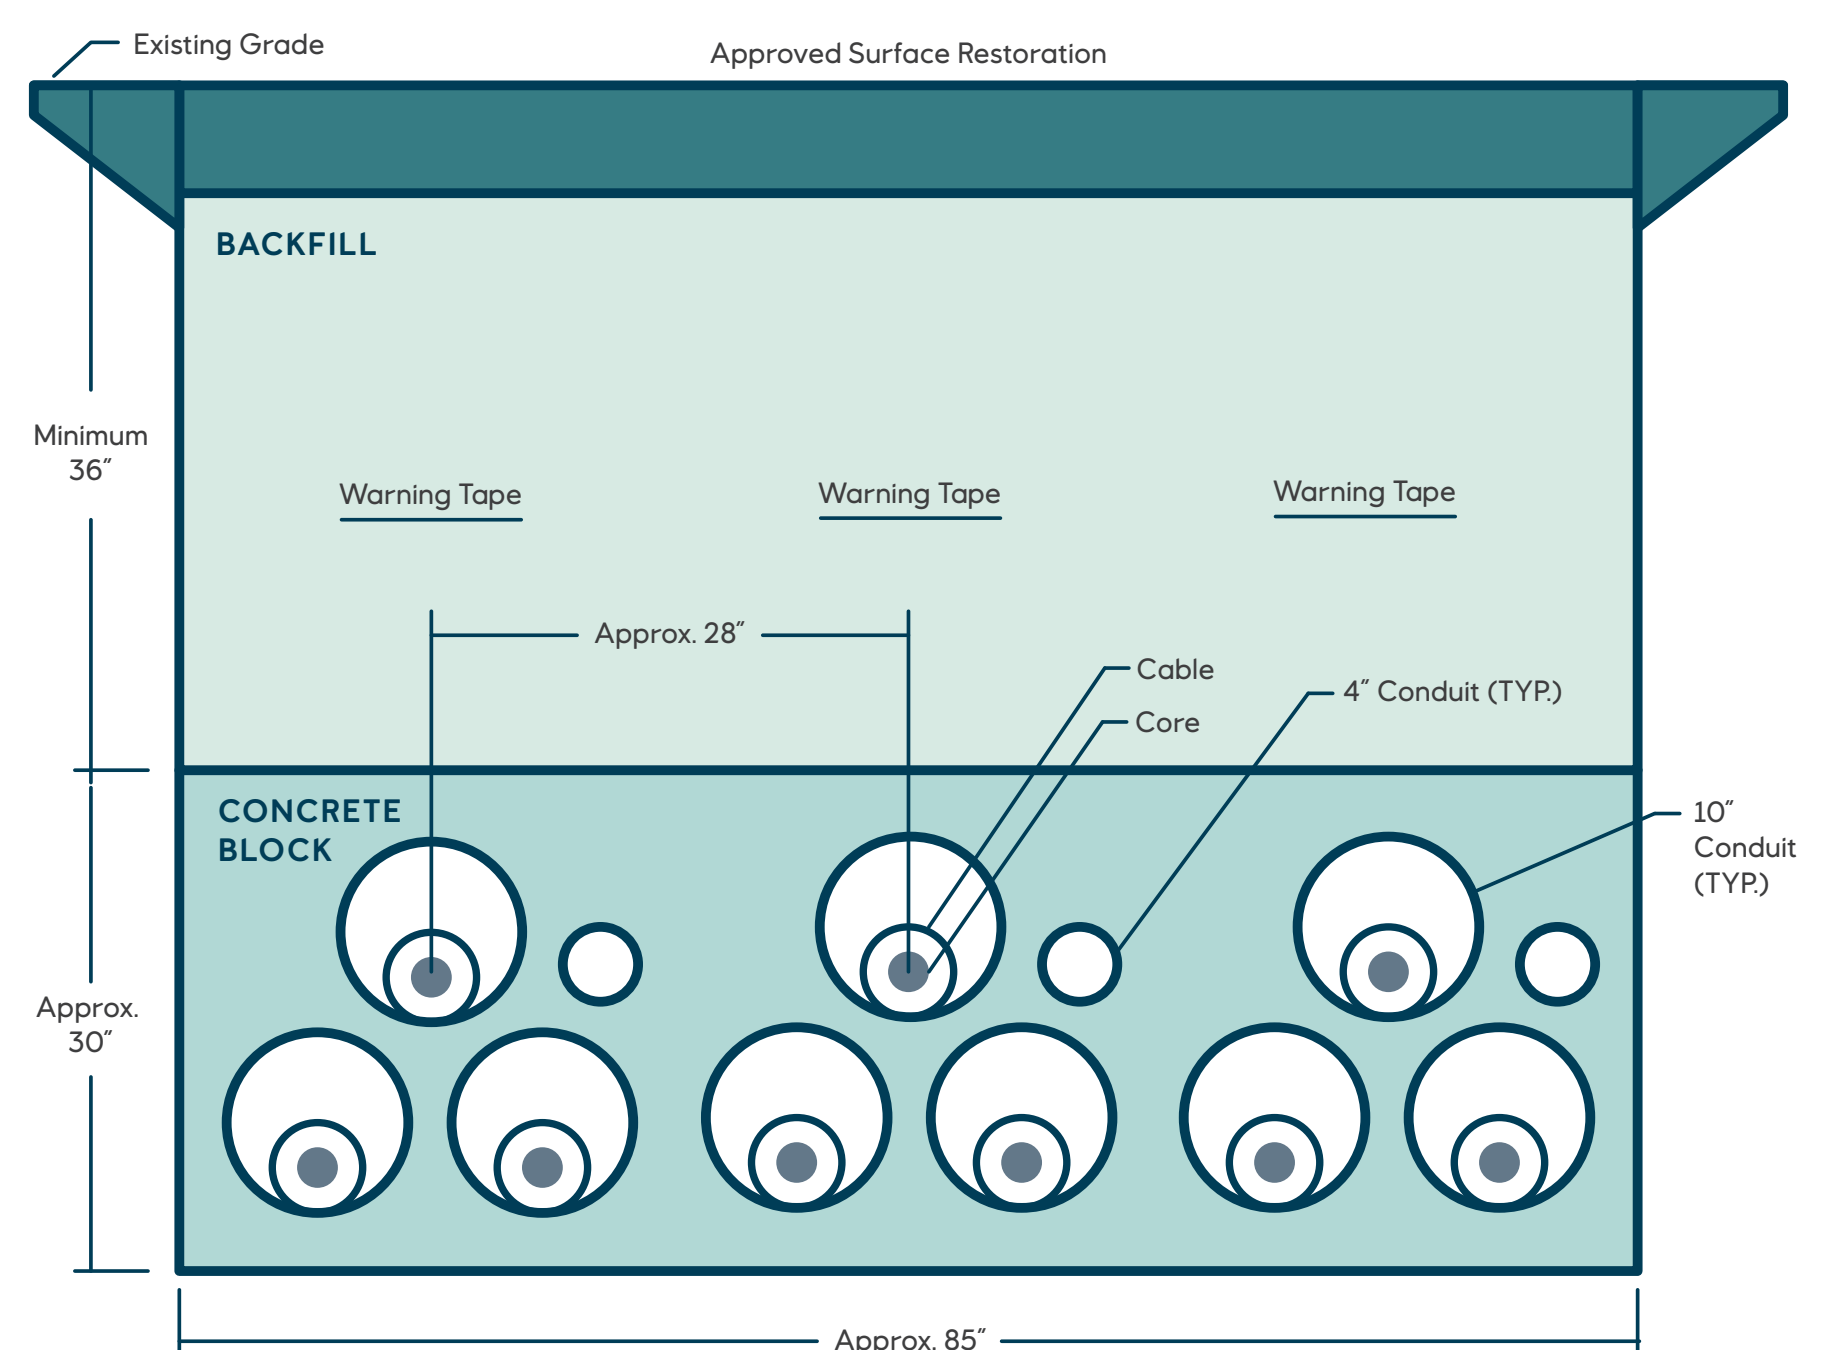 Existing Grade
Approved Surface Restoration
BACKFILL
Minimum
36″
Warning Tape
Warning Tape
Warning Tape
Approx. 28″
Cable
4″ Conduit (TYP.)
Core
CONCRETE
BLOCK
10″
Conduit
(TYP.)
Approx.
30″
Approx. 85″